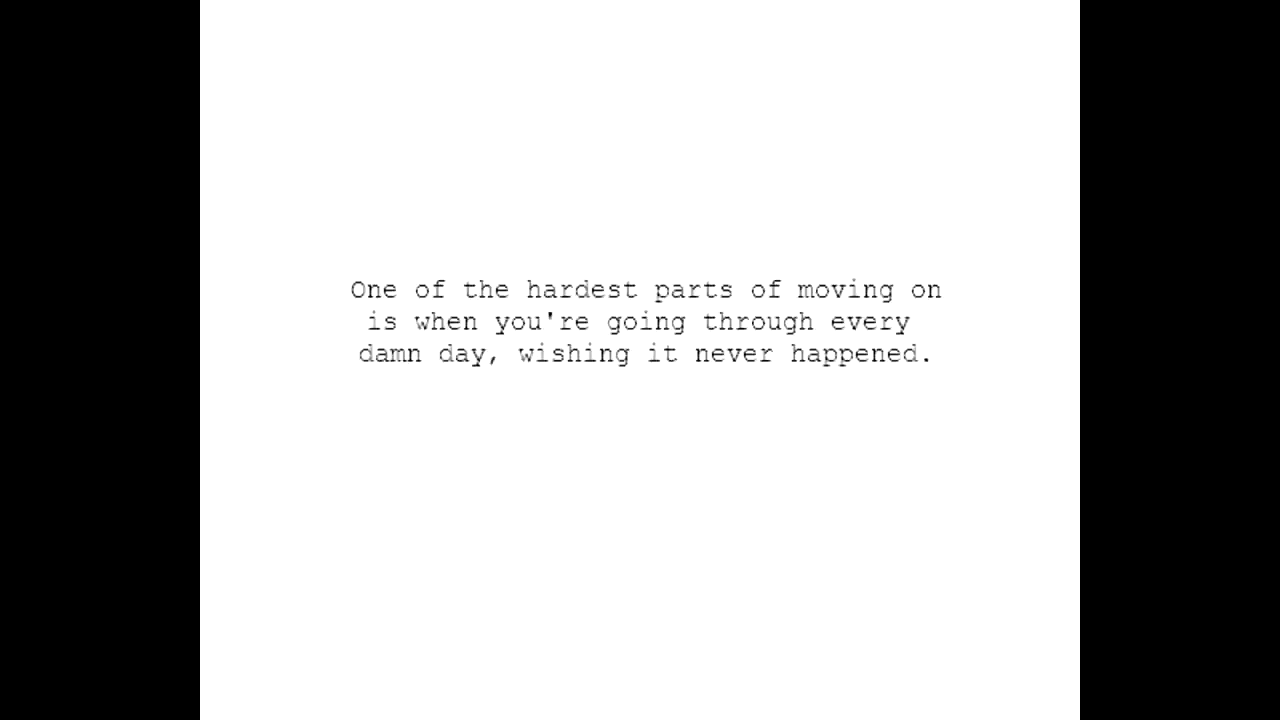 One of the hardest parts of moving on
is when you're going through every
damn day, wishing it never happened.